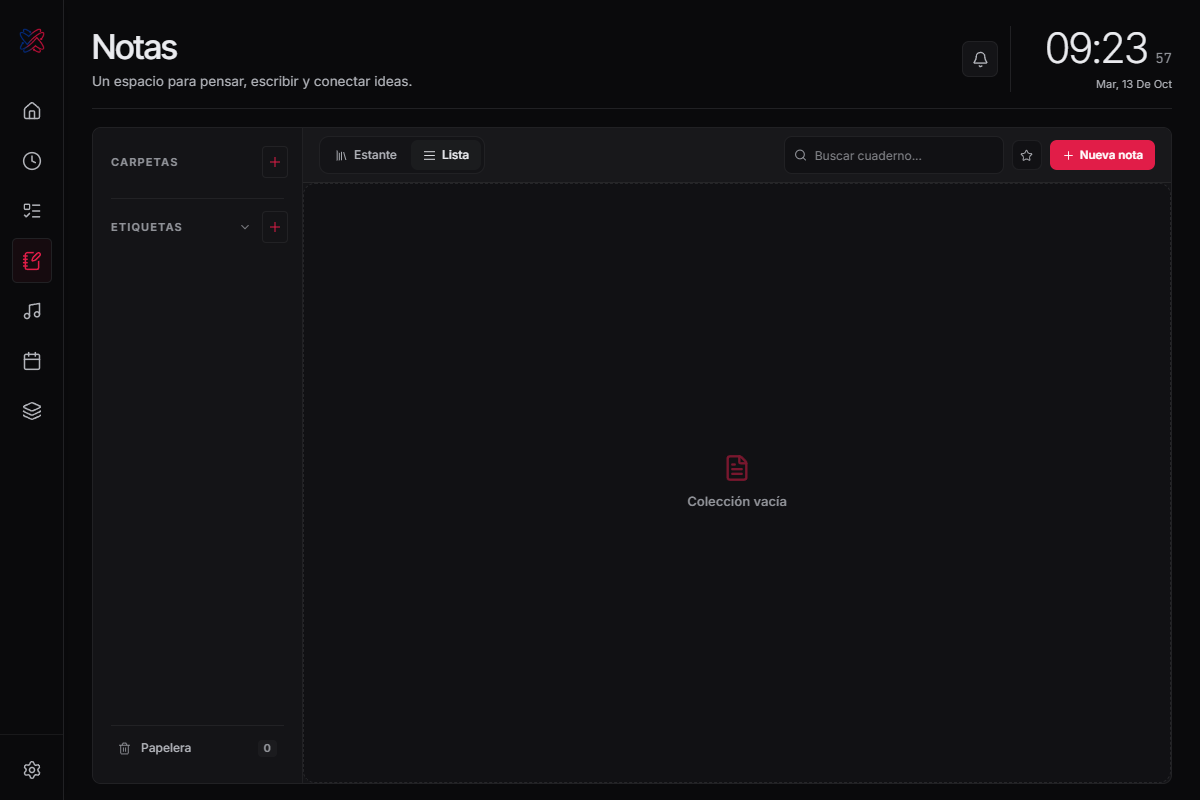 Notas
Un espacio para pensar, escribir y conectar ideas.
09:23 57
Mar, 13 De Oct
CARPETAS
ETIQUETAS
Papelera 0
Estante Lista
Buscar cuaderno...
Nueva nota
Colección vacía